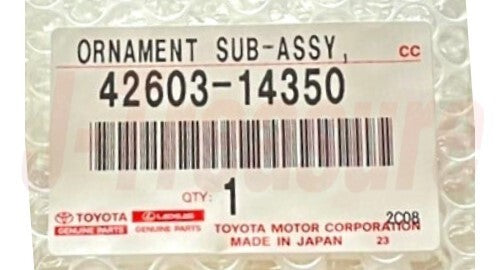 ORNAMENT SUB-ASSY, CC
42603-14350
J-Treasure
QTY: 1
TOYOTA LEXUS 2C08
GENUINE PARTS GENUINE PARTS TOYOTA MOTOR CORPORATION
MADE IN JAPAN 23